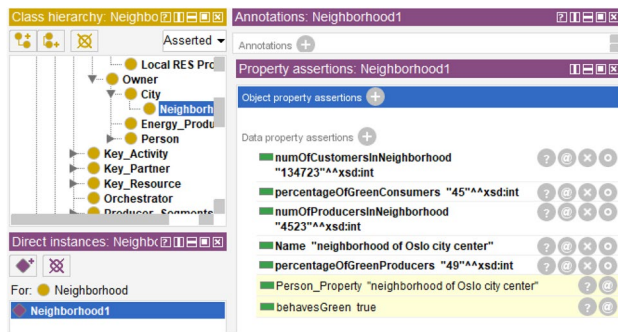 Class hierarchy: Neighbo
Asserted
Local RES Pro
Owner
City
Neighborh
Energy_Produ
Person
Key_Activity
Key_Partner
Key_Resource
Orchestrator
Producer_Segments
Direct instances: Neighbo
For: Neighborhood
Neighborhood1
Annotations: Neighborhood1
Annotations
Property assertions: Neighborhood1
Object property assertions
Data property assertions
numOfCustomersInNeighborhood
"134723"^^xsd:int
percentageOfGreenConsumers "45"^^xsd:int
numOfProducersInNeighborhood
"4523"^^xsd:int
Name "neighborhood of Oslo city center"
percentageOfGreenProducers "49"^^xsd:int
Person_Property "neighborhood of Oslo city center"
behavesGreen true